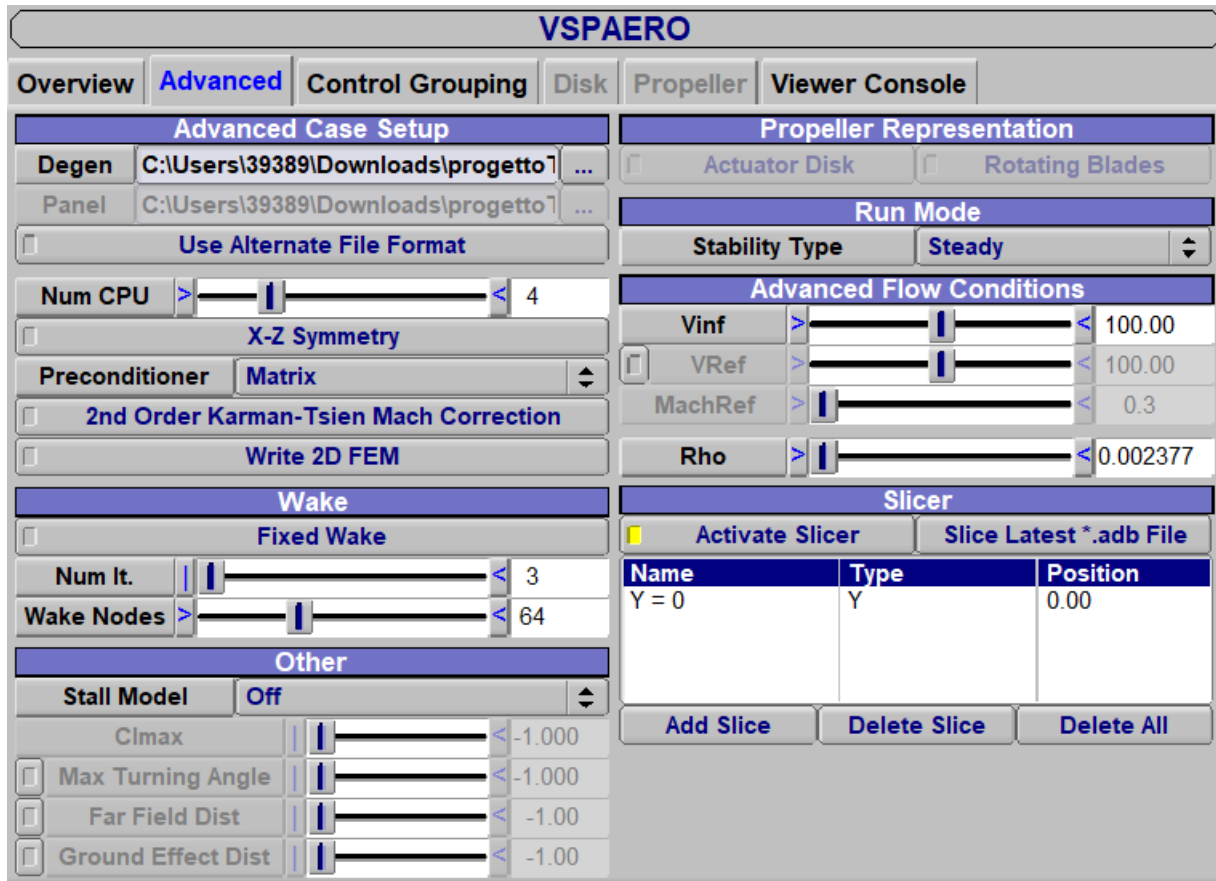 VSPAERO
Overview Advanced Control Grouping Disk Propeller Viewer Console
Advanced Case Setup
Degen C:\Users\39389\Downloads\progettoT ...
Panel C:\Users\39389\Downloads\progettoT ...
Use Alternate File Format
Num CPU > < 4
X-Z Symmetry
Preconditioner Matrix
2nd Order Karman-Tsien Mach Correction
Write 2D FEM
Wake
Fixed Wake
Num It. | < 3
Wake Nodes > < 64
Other
Stall Model Off
Clmax | < -1.000
Max Turning Angle | < -1.000
Far Field Dist | < -1.00
Ground Effect Dist | < -1.00
Propeller Representation
Actuator Disk Rotating Blades
Run Mode
Stability Type Steady
Advanced Flow Conditions
Vinf > < 100.00
VRef > < 100.00
MachRef > < 0.3
Rho > < 0.002377
Slicer
Activate Slicer Slice Latest *.adb File
Name Type Position
Y = 0 Y 0.00
Add Slice Delete Slice Delete All